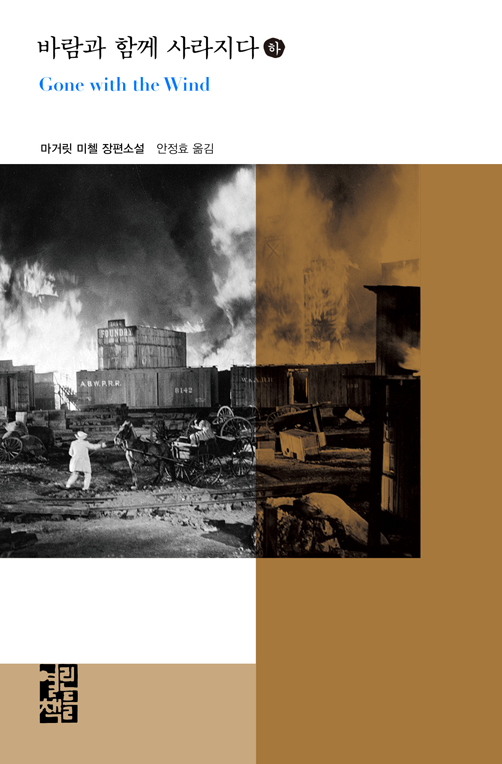 바람과 함께 사라지다 하
Gone with the Wind
마거릿 미첼 장편소설 안정효 옮김
FOUNDRY
A.B.W.P.R.R. 8142
열린
책들